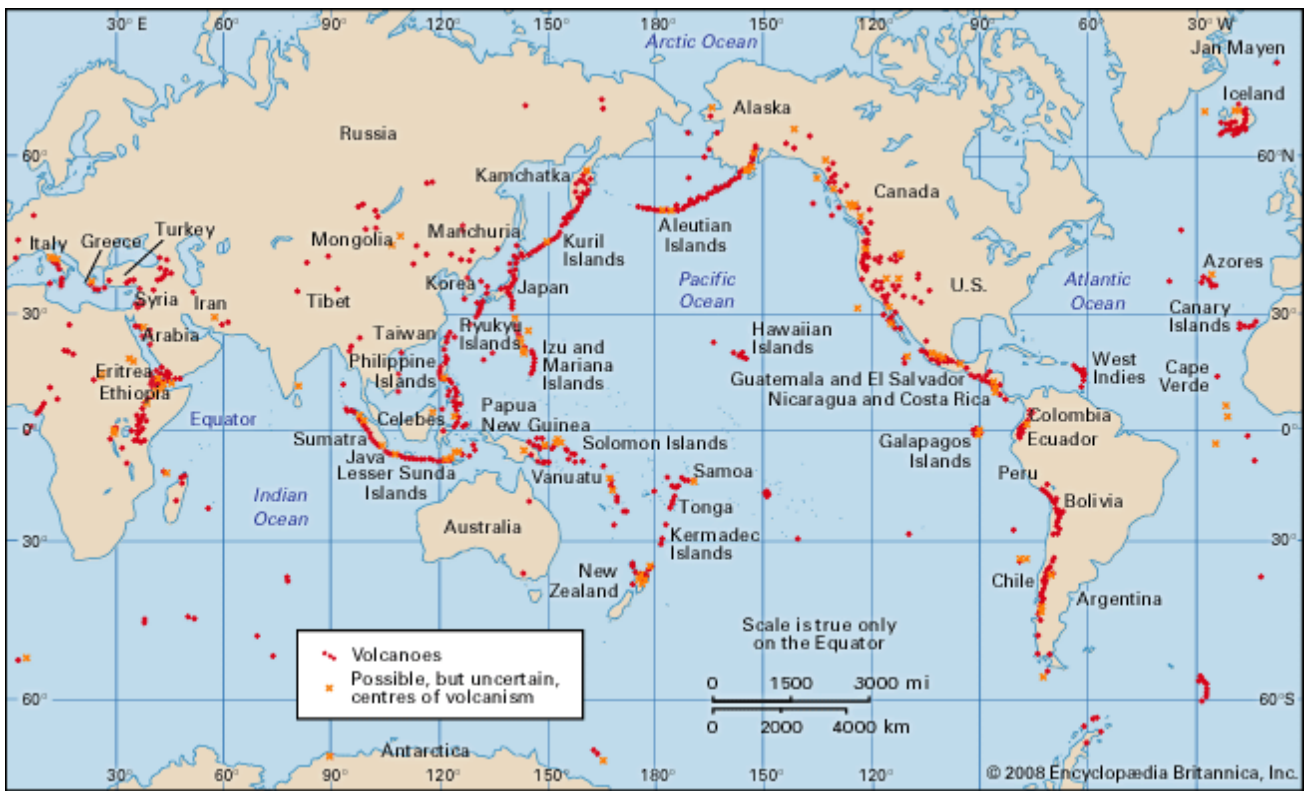 30° E
60°
90°
120°
150°
180°
150°
120°
90°
60°
30° W
Arctic Ocean
Jan Mayen
Iceland
Alaska
Russia
60°
60°N
Kamchatka
Canada
Aleutian
Islands
Turkey
Greece
Italy
Mongolia
Manchuria
Kuril
Islands
Pacific
Ocean
Atlantic
Ocean
Azores
Korea
Japan
U.S.
Syria
Iran
Tibet
30°
30°
Canary
Islands
Arabia
Taiwan
Ryukyu
Islands
Hawaiian
Islands
Izu and
Mariana
Islands
Philippine
Islands
West
Indies
Cape
Verde
Eritrea
Ethiopia
Guatemala and El Salvador
Nicaragua and Costa Rica
Equator
Celebes
Papua
New Guinea
Colombia
Ecuador
0°
0°
Sumatra
Java
Lesser Sunda
Islands
Solomon Islands
Galapagos
Islands
Vanuatu
Samoa
Peru
Bolivia
Indian
Ocean
Tonga
Australia
Kermadec
Islands
30°
30°
New
Zealand
Chile
Argentina
Scale is true only
on the Equator
Volcanoes
Possible, but uncertain,
centres of volcanism
0 1500 3000 mi
0 2000 4000 km
60°
60°S
Antarctica
30°
60°
90°
120°
150°
180°
150°
120°
90°
© 2008 Encyclopædia Britannica, Inc.